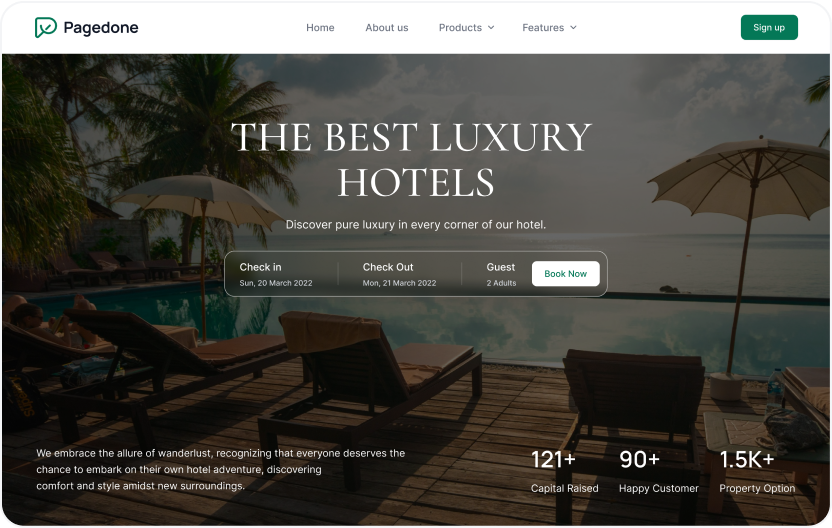 Pagedone
Home
About us
Products
Features
Sign up
THE BEST LUXURY
HOTELS
Discover pure luxury in every corner of our hotel.
Check in
Sun, 20 March 2022
Check Out
Mon, 21 March 2022
Guest
2 Adults
Book Now
We embrace the allure of wanderlust, recognizing that everyone deserves the
chance to embark on their own hotel adventure, discovering
comfort and style amidst new surroundings.
121+
Capital Raised
90+
Happy Customer
1.5K+
Property Option